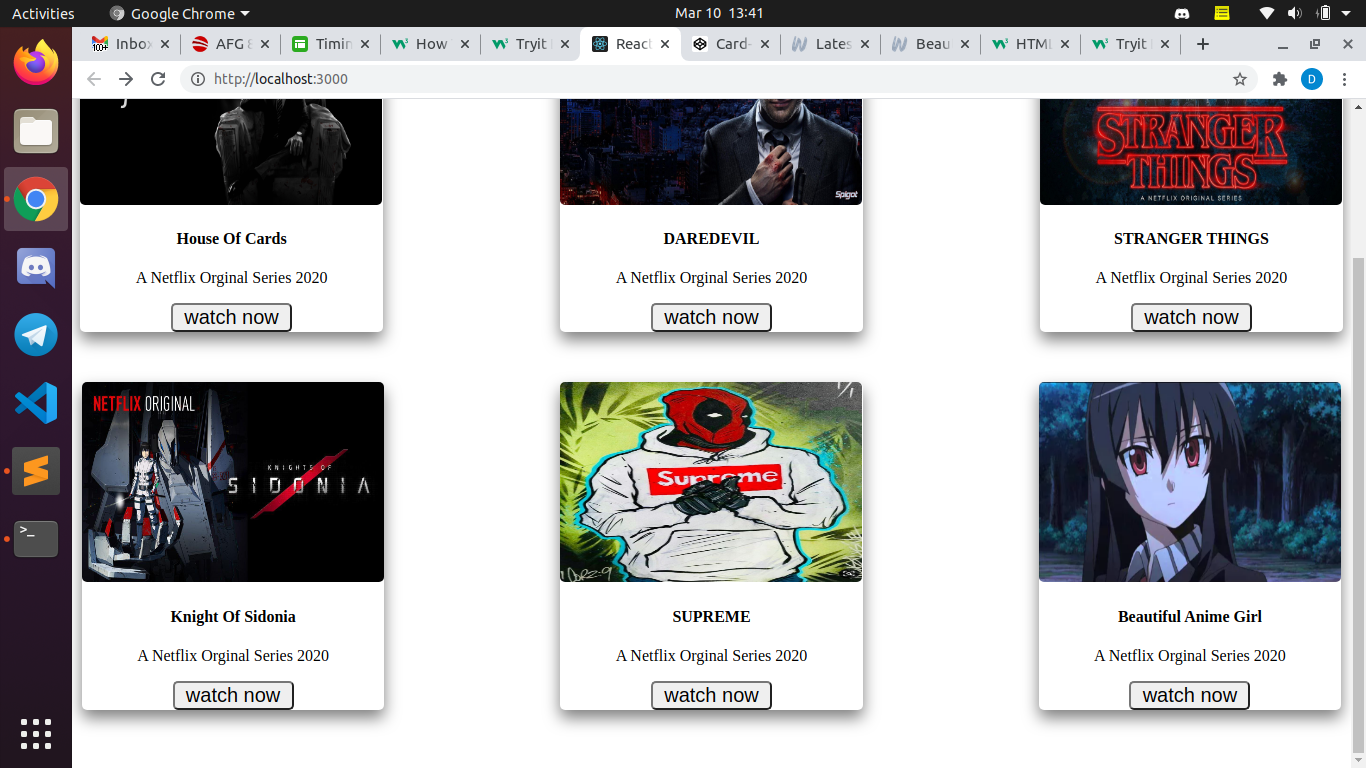 Activities
Google Chrome
Mar 10 13:41
100+
Inbo
AFG
Timin
How
Tryit
React
Card-
Lates
Beau
HTML
Tryit
http://localhost:3000
D
Spigot
STRANGER
THINGS
A NETFLIX ORIGINAL SERIES
House Of Cards
DAREDEVIL
STRANGER THINGS
A Netflix Orginal Series 2020
A Netflix Orginal Series 2020
A Netflix Orginal Series 2020
watch now
watch now
watch now
NETFLIX ORIGINAL
KNIGHTS OF
SIDONIA
Supreme
Knight Of Sidonia
SUPREME
Beautiful Anime Girl
A Netflix Orginal Series 2020
A Netflix Orginal Series 2020
A Netflix Orginal Series 2020
watch now
watch now
watch now